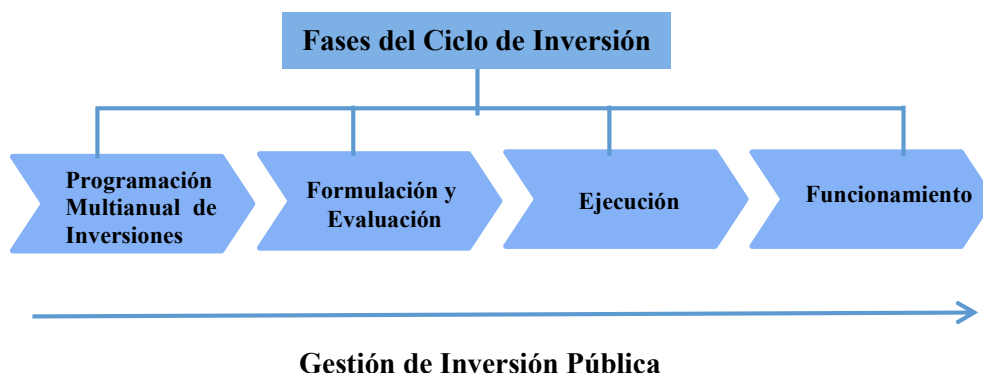 Fases del Ciclo de Inversión
Programación
Multianual de
Inversiones
Formulación y
Evaluación
Ejecución
Funcionamiento
Gestión de Inversión Pública